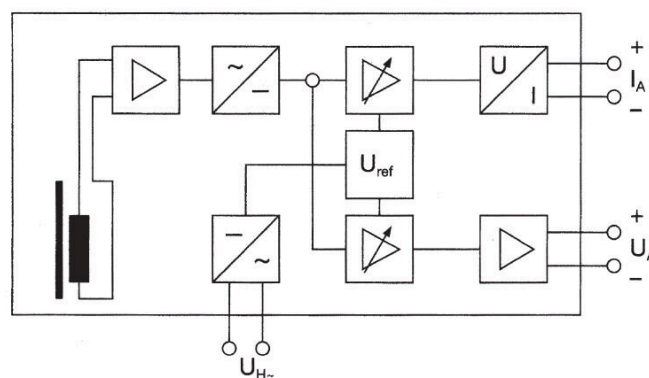 ~
–
U
I
+
I_A
–
U_ref
–
~
+
U_A
–
U_H~